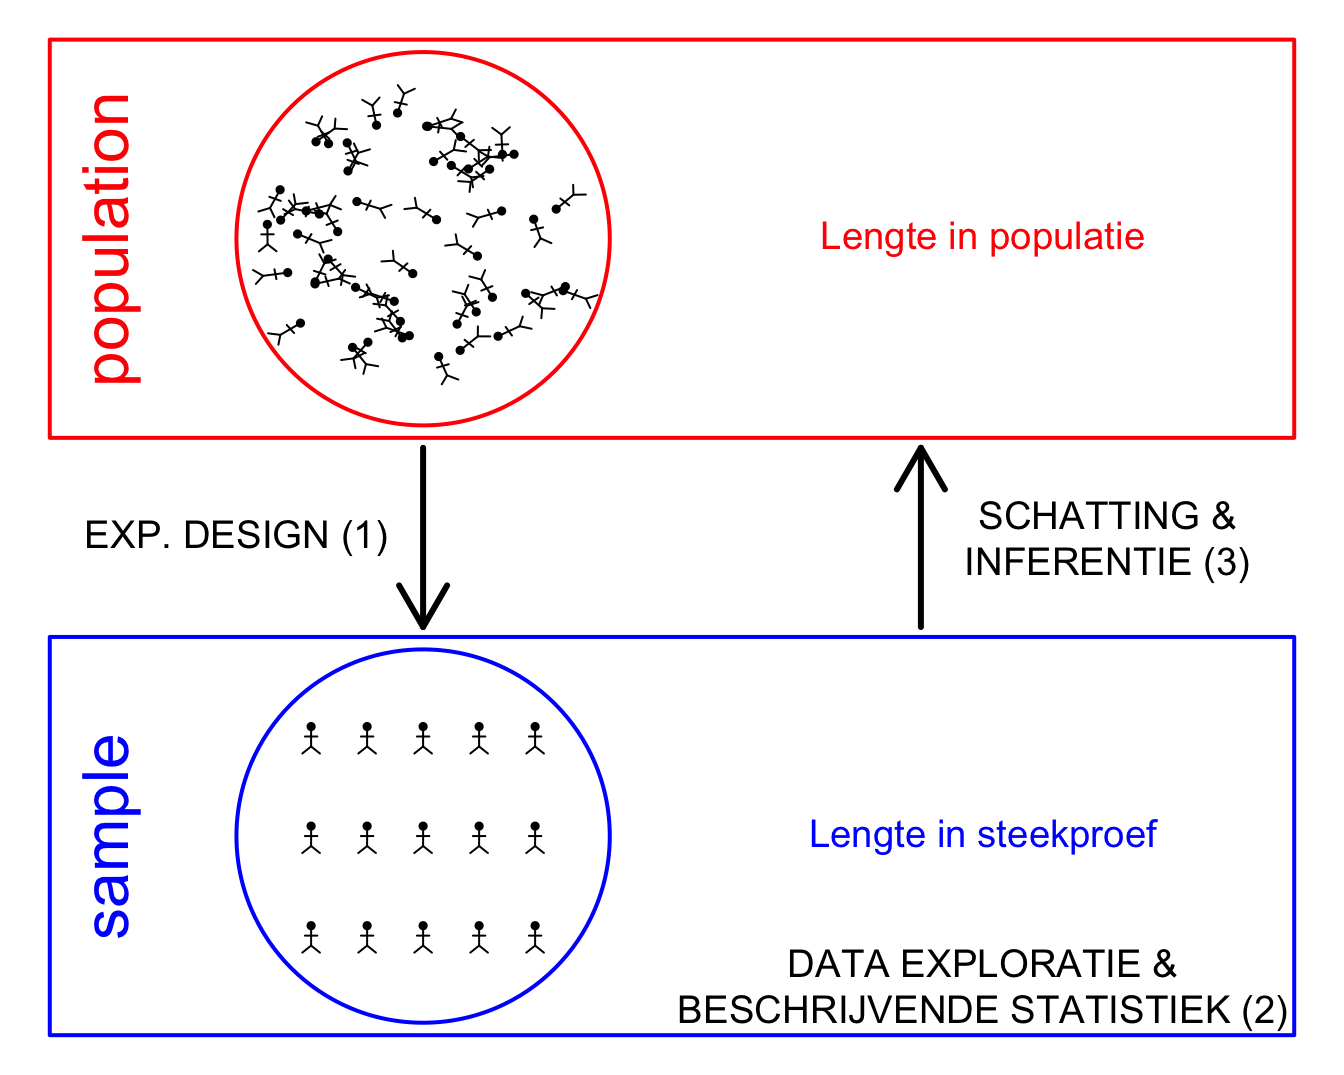 population
Lengte in populatie
EXP. DESIGN (1)
SCHATTING &
INFERENTIE (3)
sample
Lengte in steekproef
DATA EXPLORATIE &
BESCHRIJVENDE STATISTIEK (2)